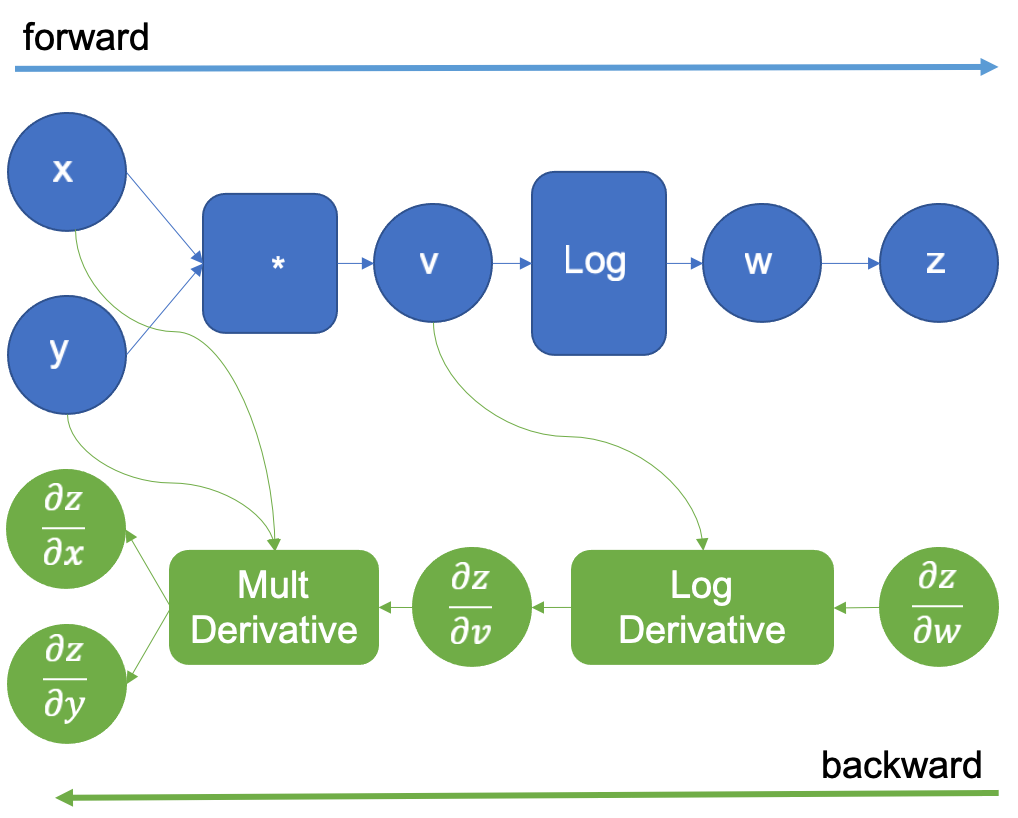 forward
x
y
*
v
Log
w
z
∂z
∂x
∂z
∂y
Mult
Derivative
∂z
∂v
Log
Derivative
∂z
∂w
backward